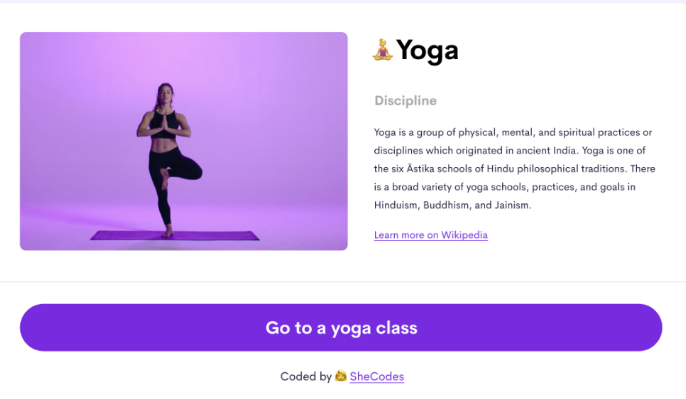 Yoga
Discipline
Yoga is a group of physical, mental, and spiritual practices or
disciplines which originated in ancient India. Yoga is one of
the six Āstika schools of Hindu philosophical traditions. There
is a broad variety of yoga schools, practices, and goals in
Hinduism, Buddhism, and Jainism.
Learn more on Wikipedia
Go to a yoga class
Coded by SheCodes